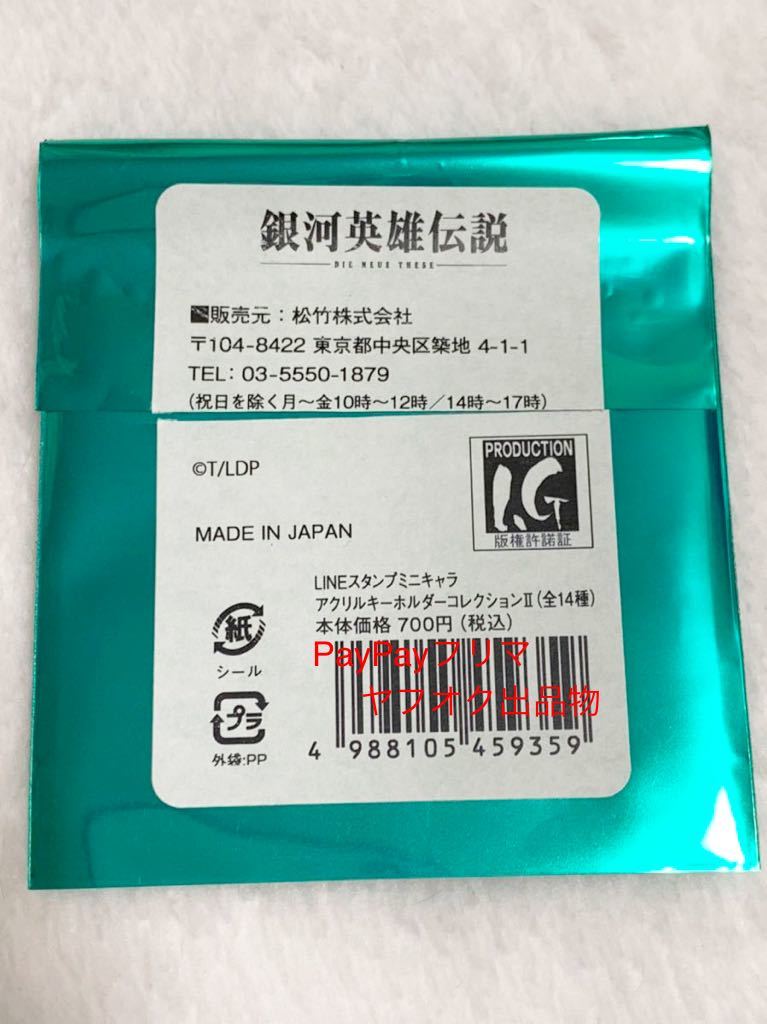 銀河英雄伝説
DIE NEUE THESE
販売元：松竹株式会社
〒104-8422 東京都中央区築地 4-1-1
TEL: 03-5550-1879
(祝日を除く月～金10時～12時／14時～17時)
©T/LDP
PRODUCTION
I.G
版権許諾証
MADE IN JAPAN
LINEスタンプミニキャラ
アクリルキーホルダーコレクションⅡ(全14種)
本体価格 700円 (税込)
紙
シール
プラ
外袋:PP
PayPayフリマ
ヤフオク出品物
4 988105 459359